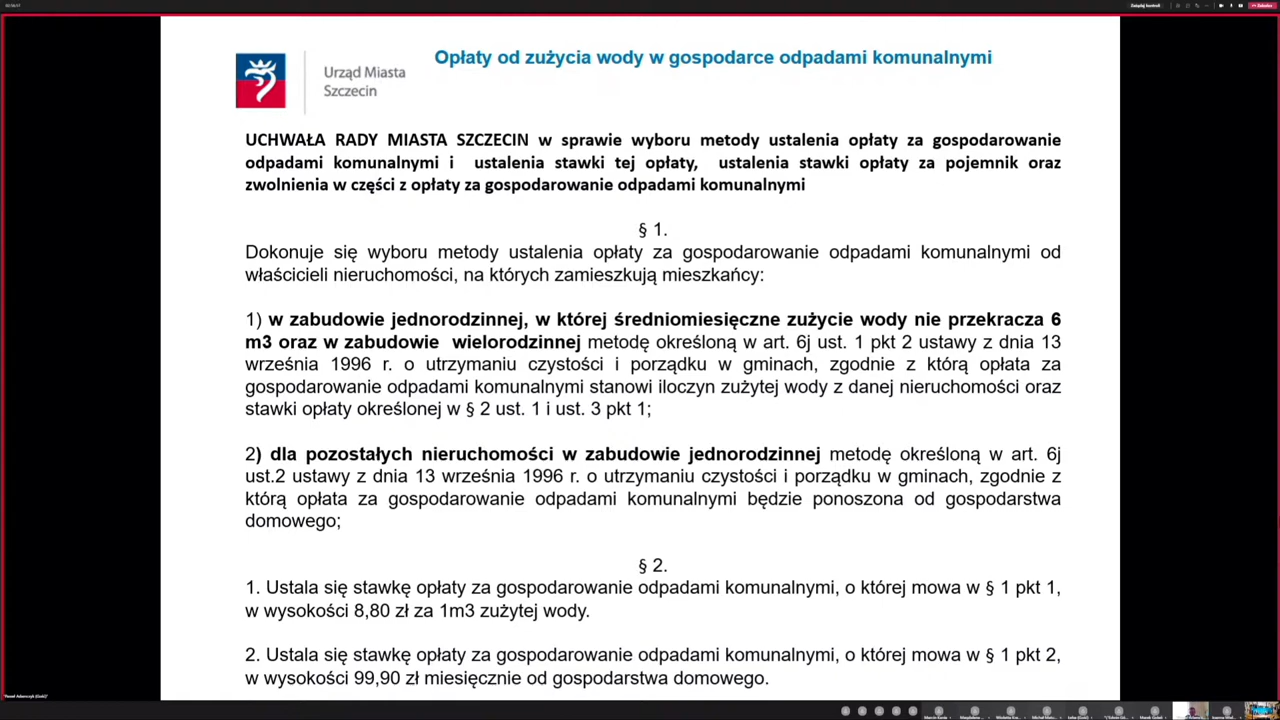 Zażądaj kontroli
Opłaty od zużycia wody w gospodarce odpadami komunalnymi
Urząd Miasta
Szczecin
UCHWAŁA RADY MIASTA SZCZECIN w sprawie wyboru metody ustalenia opłaty za gospodarowanie
odpadami komunalnymi i ustalenia stawki tej opłaty, ustalenia stawki opłaty za pojemnik oraz
zwolnienia w części z opłaty za gospodarowanie odpadami komunalnymi
§ 1.
Dokonuje się wyboru metody ustalenia opłaty za gospodarowanie odpadami komunalnymi od
właścicieli nieruchomości, na których zamieszkują mieszkańcy:
1) w zabudowie jednorodzinnej, w której średniomiesięczne zużycie wody nie przekracza 6
m3 oraz w zabudowie wielorodzinnej metodę określoną w art. 6j ust. 1 pkt 2 ustawy z dnia 13
września 1996 r. o utrzymaniu czystości i porządku w gminach, zgodnie z którą opłata za
gospodarowanie odpadami komunalnymi stanowi iloczyn zużytej wody z danej nieruchomości oraz
stawki opłaty określonej w § 2 ust. 1 i ust. 3 pkt 1;
2) dla pozostałych nieruchomości w zabudowie jednorodzinnej metodę określoną w art. 6j
ust.2 ustawy z dnia 13 września 1996 r. o utrzymaniu czystości i porządku w gminach, zgodnie z
którą opłata za gospodarowanie odpadami komunalnymi będzie ponoszona od gospodarstwa
domowego;
§ 2.
1. Ustala się stawkę opłaty za gospodarowanie odpadami komunalnymi, o której mowa w § 1 pkt 1,
w wysokości 8,80 zł za 1m3 zużytej wody.
2. Ustala się stawkę opłaty za gospodarowanie odpadami komunalnymi, o której mowa w § 1 pkt 2,
w wysokości 99,90 zł miesięcznie od gospodarstwa domowego.